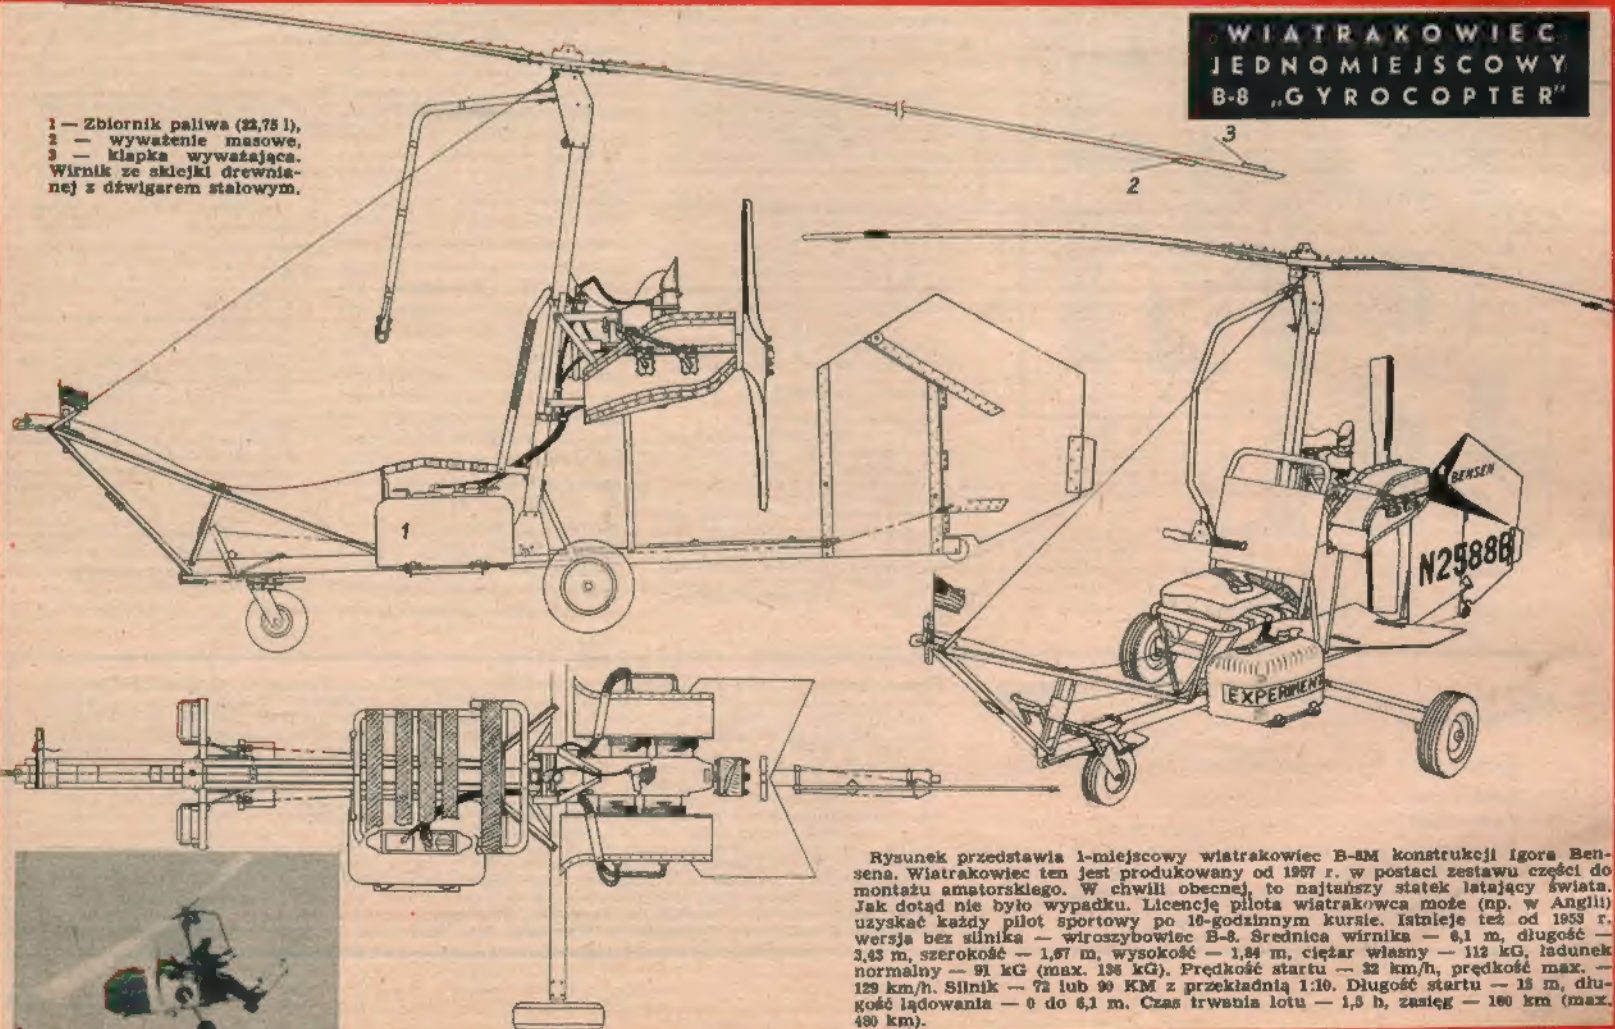 WIATRAKOWIEC
JEDNOMIEJSCOWY
B-8 „GYROCOPTER"
1 — Zbiornik paliwa (32,75 l),
2 — wyważenie masowe,
3 — klapka wyważająca.
Wirnik ze sklejki drewnia-
nej z dźwigarem stalowym.
3
2
1
BENSEN
N2588B
EXPERIMENT
Rysunek przedstawia 1-miejscowy wiatrakowiec B-8M konstrukcji Igora Ben-
sena. Wiatrakowiec ten jest produkowany od 1957 r. w postaci zestawu części do
montażu amatorskiego. W chwili obecnej, to najtańszy statek latający świata.
Jak dotąd nie było wypadku. Licencję pilota wiatrakowca może (np. w Anglii)
uzyskać każdy pilot sportowy po 10-godzinnym kursie. Istnieje też od 1953 r.
wersja bez silnika — wiroszybowiec B-8. Średnica wirnika — 6,1 m, długość —
3,43 m, szerokość — 1,67 m, wysokość — 1,84 m, ciężar własny — 112 kG, ładunek
normalny — 91 kG (max. 136 kG). Prędkość startu — 32 km/h, prędkość max. —
129 km/h. Silnik — 72 lub 90 KM z przekładnią 1:10. Długość startu — 15 m, dłu-
gość lądowania — 0 do 6,1 m. Czas trwania lotu — 1,5 h, zasięg — 160 km (max.
480 km).